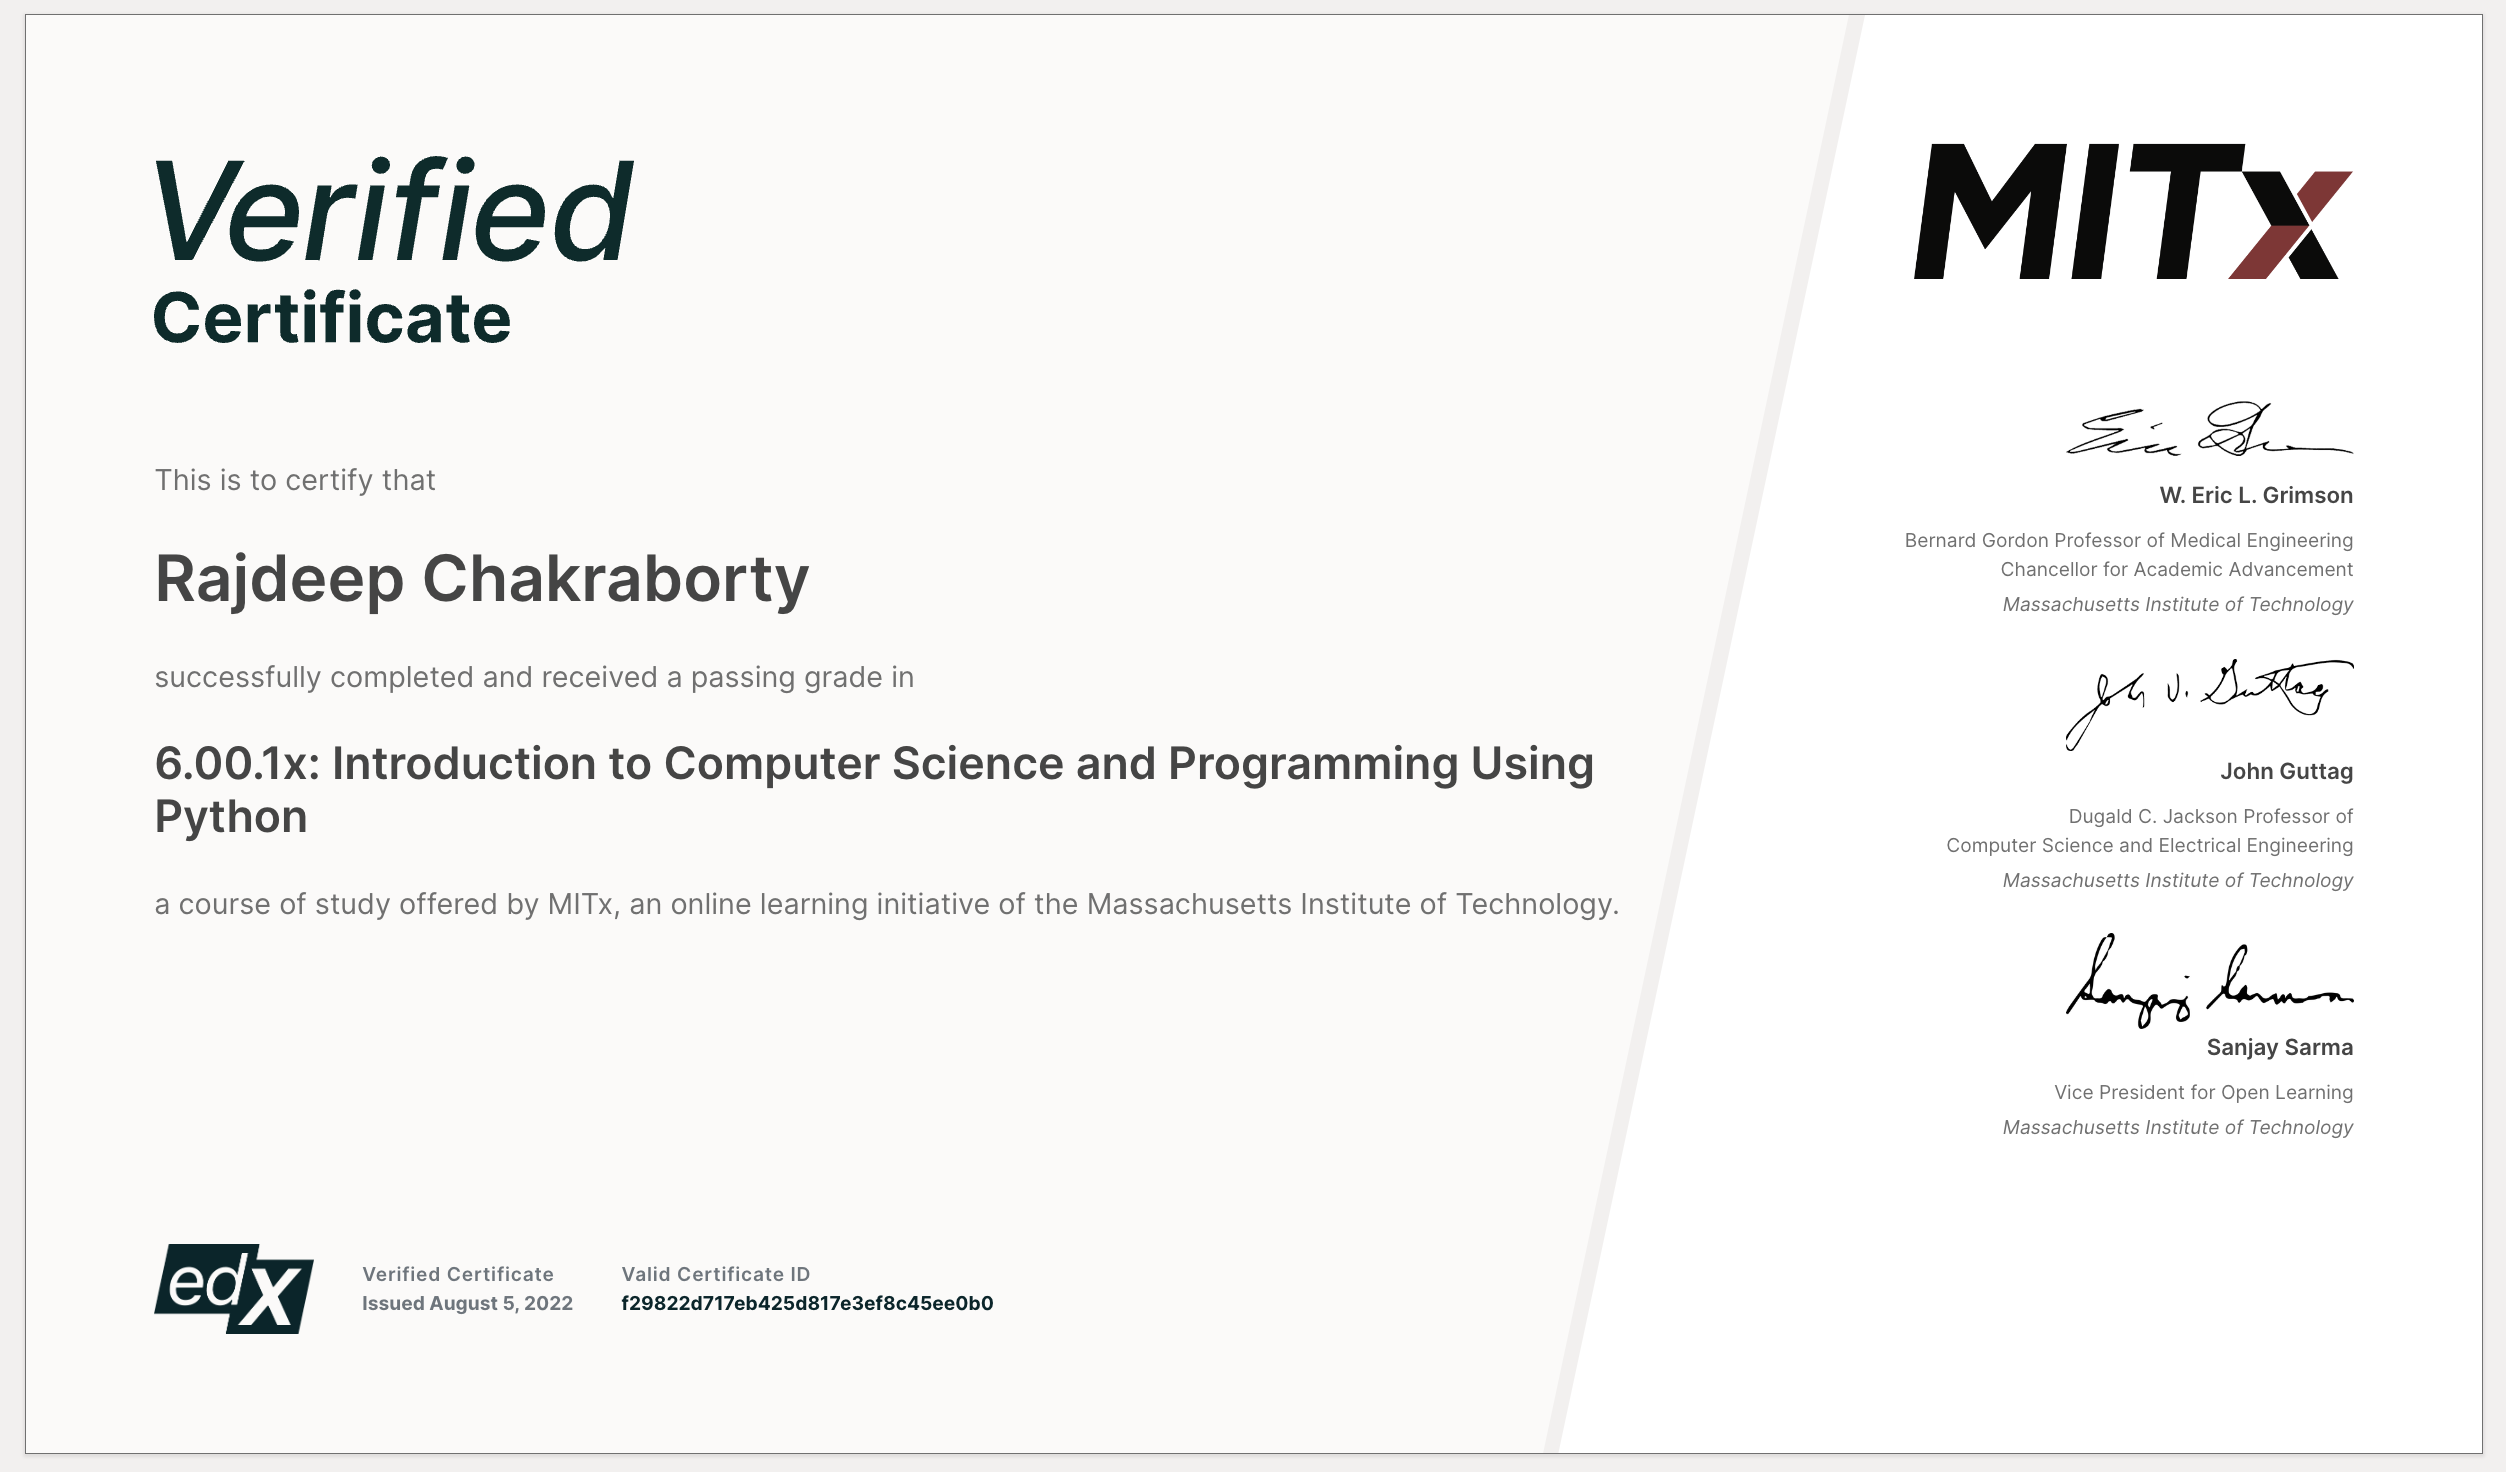 Verified
Certificate
This is to certify that
Rajdeep Chakraborty
successfully completed and received a passing grade in
6.00.1x: Introduction to Computer Science and Programming Using
Python
a course of study offered by MITx, an online learning initiative of the Massachusetts Institute of Technology.
edX
Verified Certificate
Issued August 5, 2022
Valid Certificate ID
f29822d717eb425d817e3ef8c45ee0b0
MITx
W. Eric L. Grimson
Bernard Gordon Professor of Medical Engineering
Chancellor for Academic Advancement
Massachusetts Institute of Technology
John V. Guttag
John Guttag
Dugald C. Jackson Professor of
Computer Science and Electrical Engineering
Massachusetts Institute of Technology
Sanjay Sarma
Sanjay Sarma
Vice President for Open Learning
Massachusetts Institute of Technology